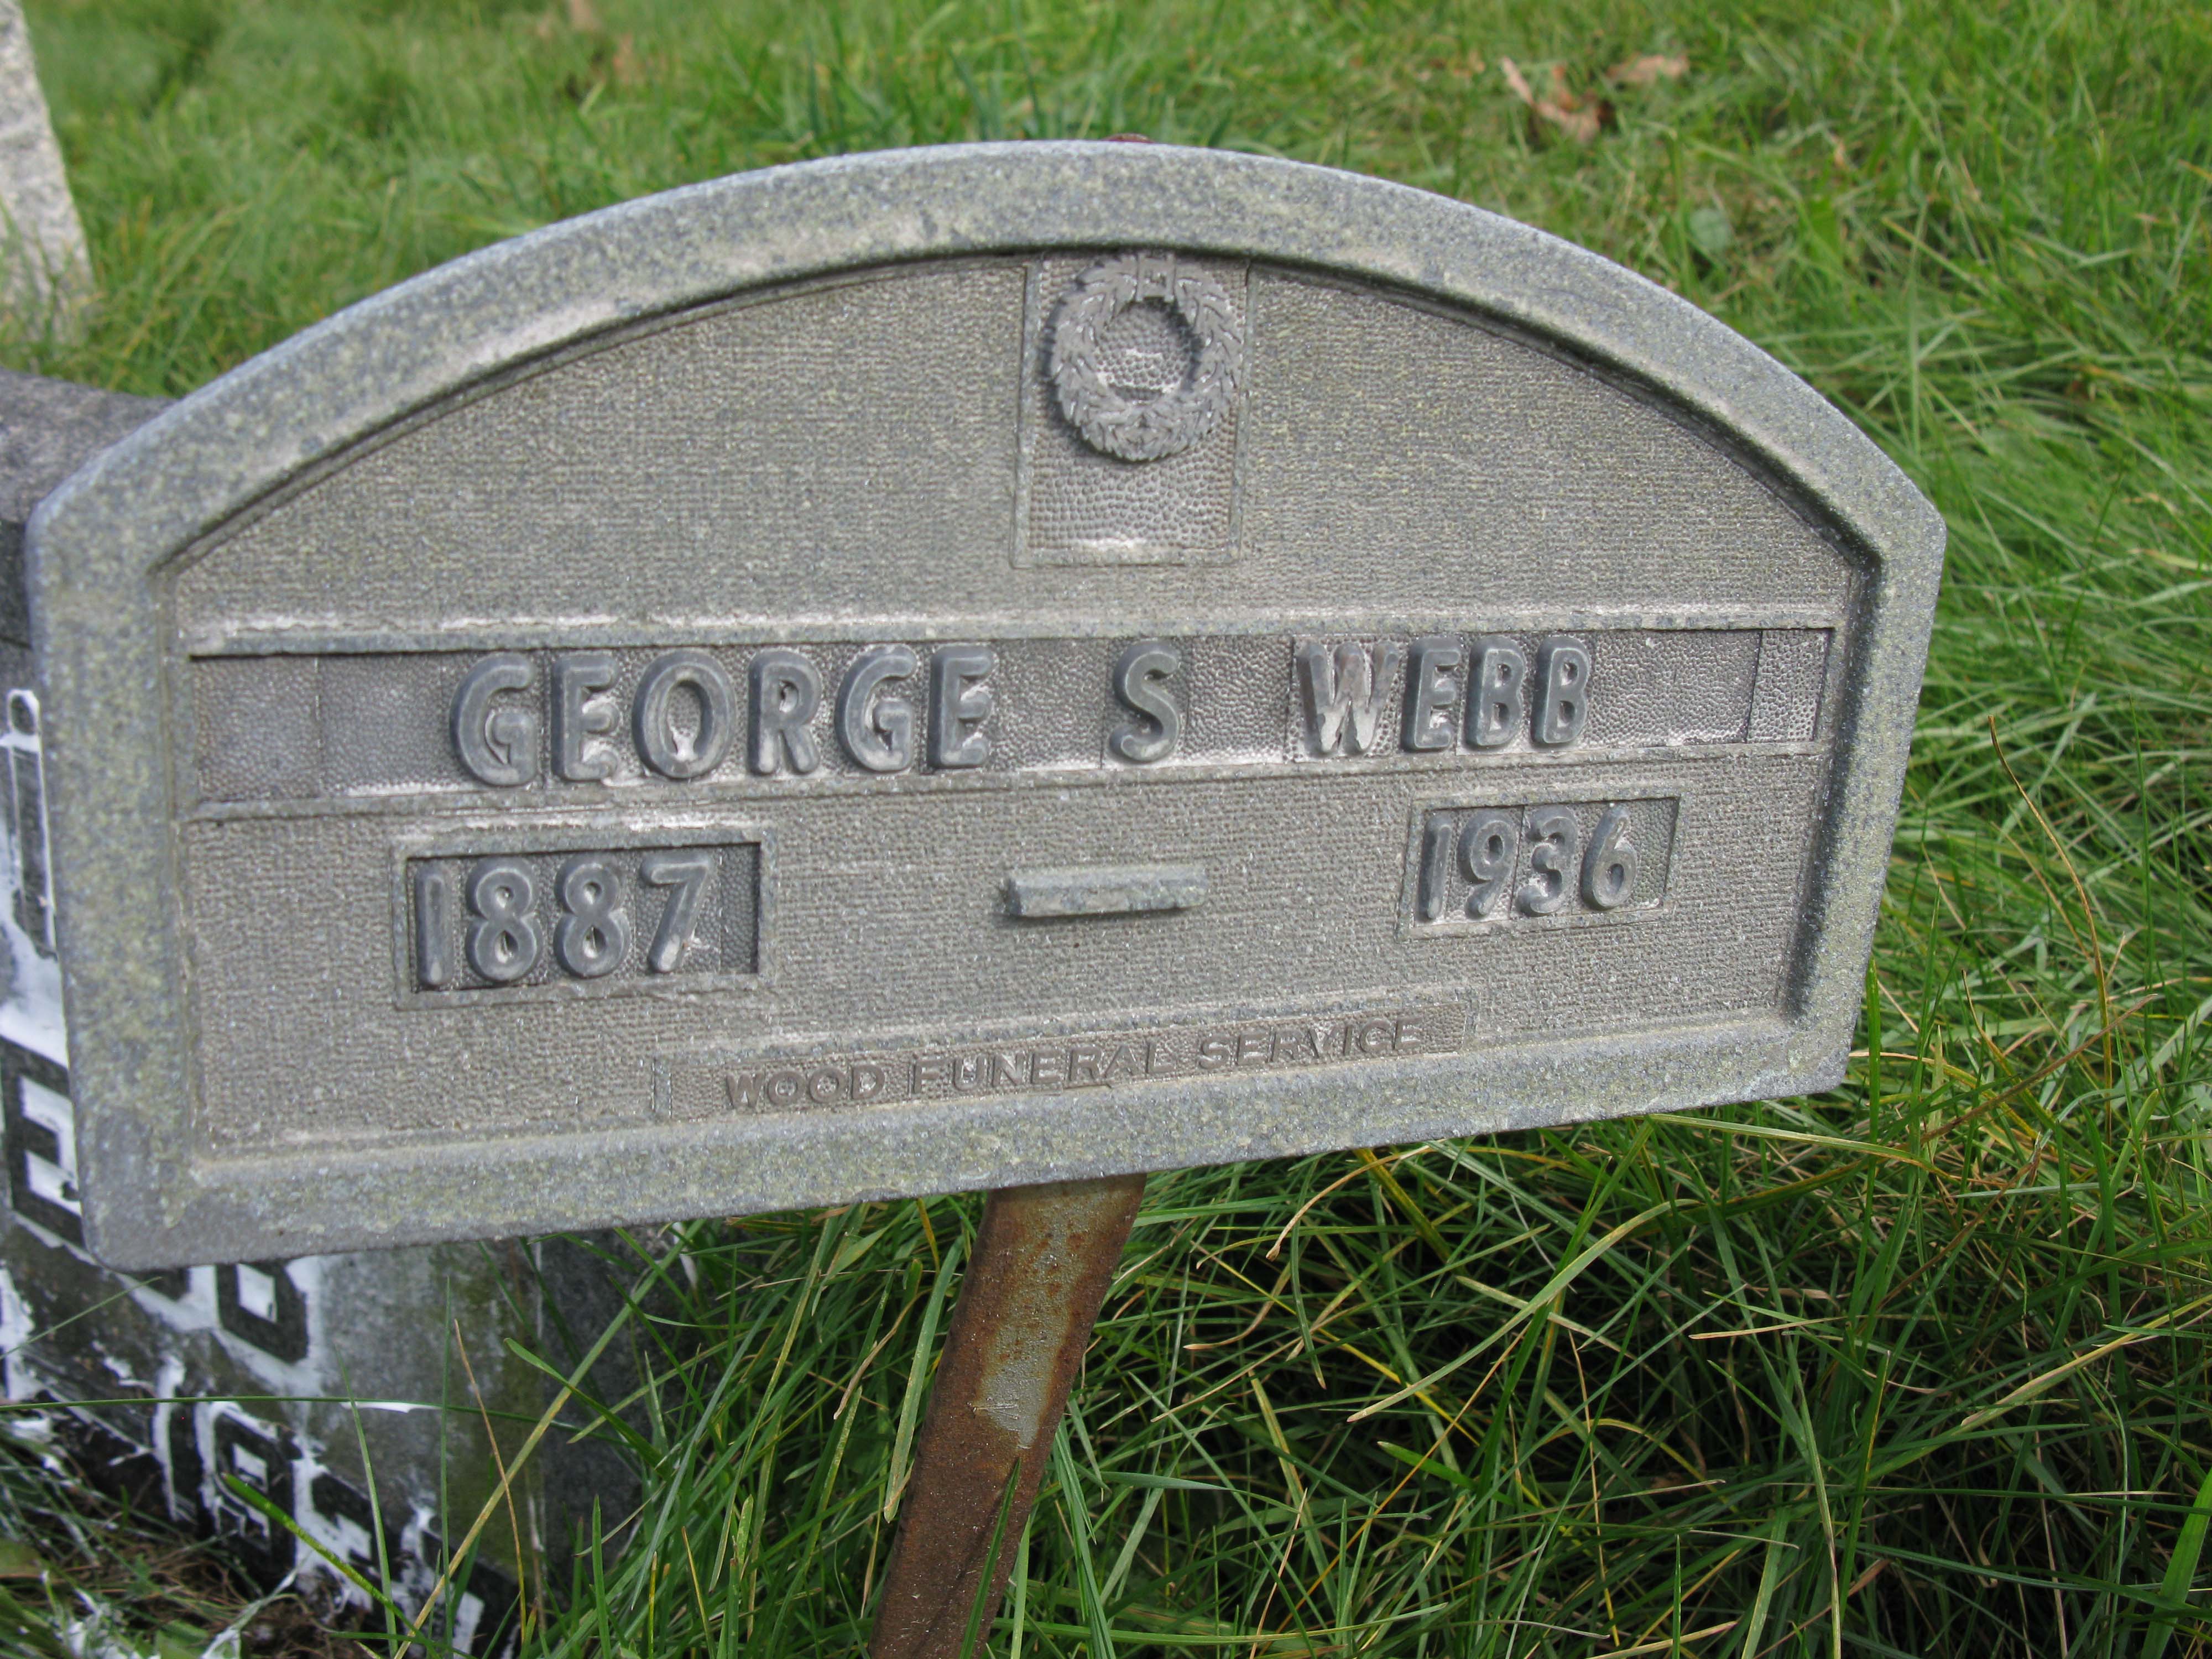 GEORGE S WEBB
1887 — 1936
WOOD FUNERAL SERVICE